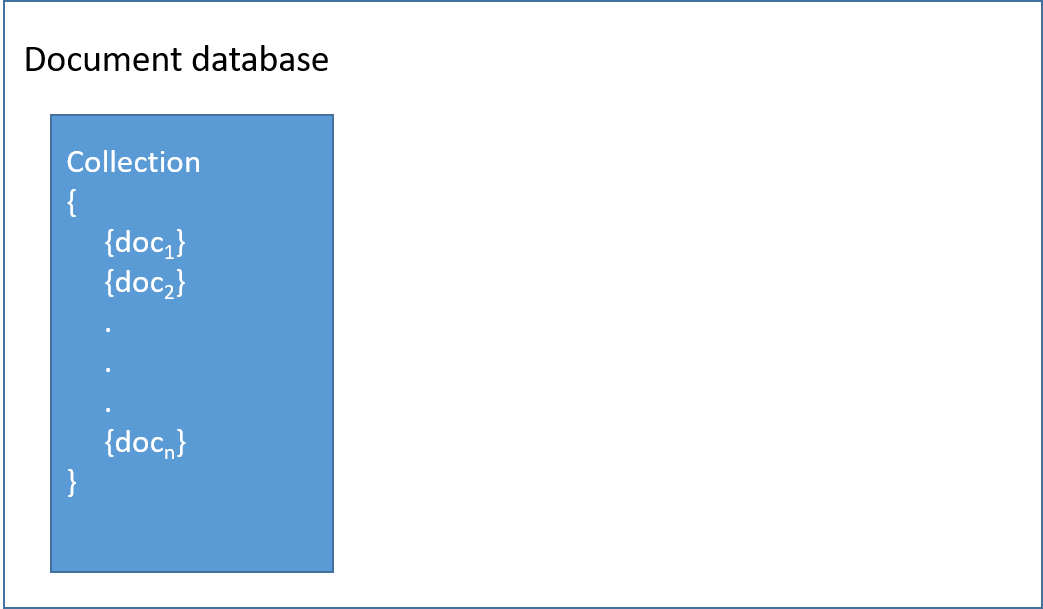 Document database
Collection
{
{doc₁}
{doc₂}
.
.
.
{docₙ}
}